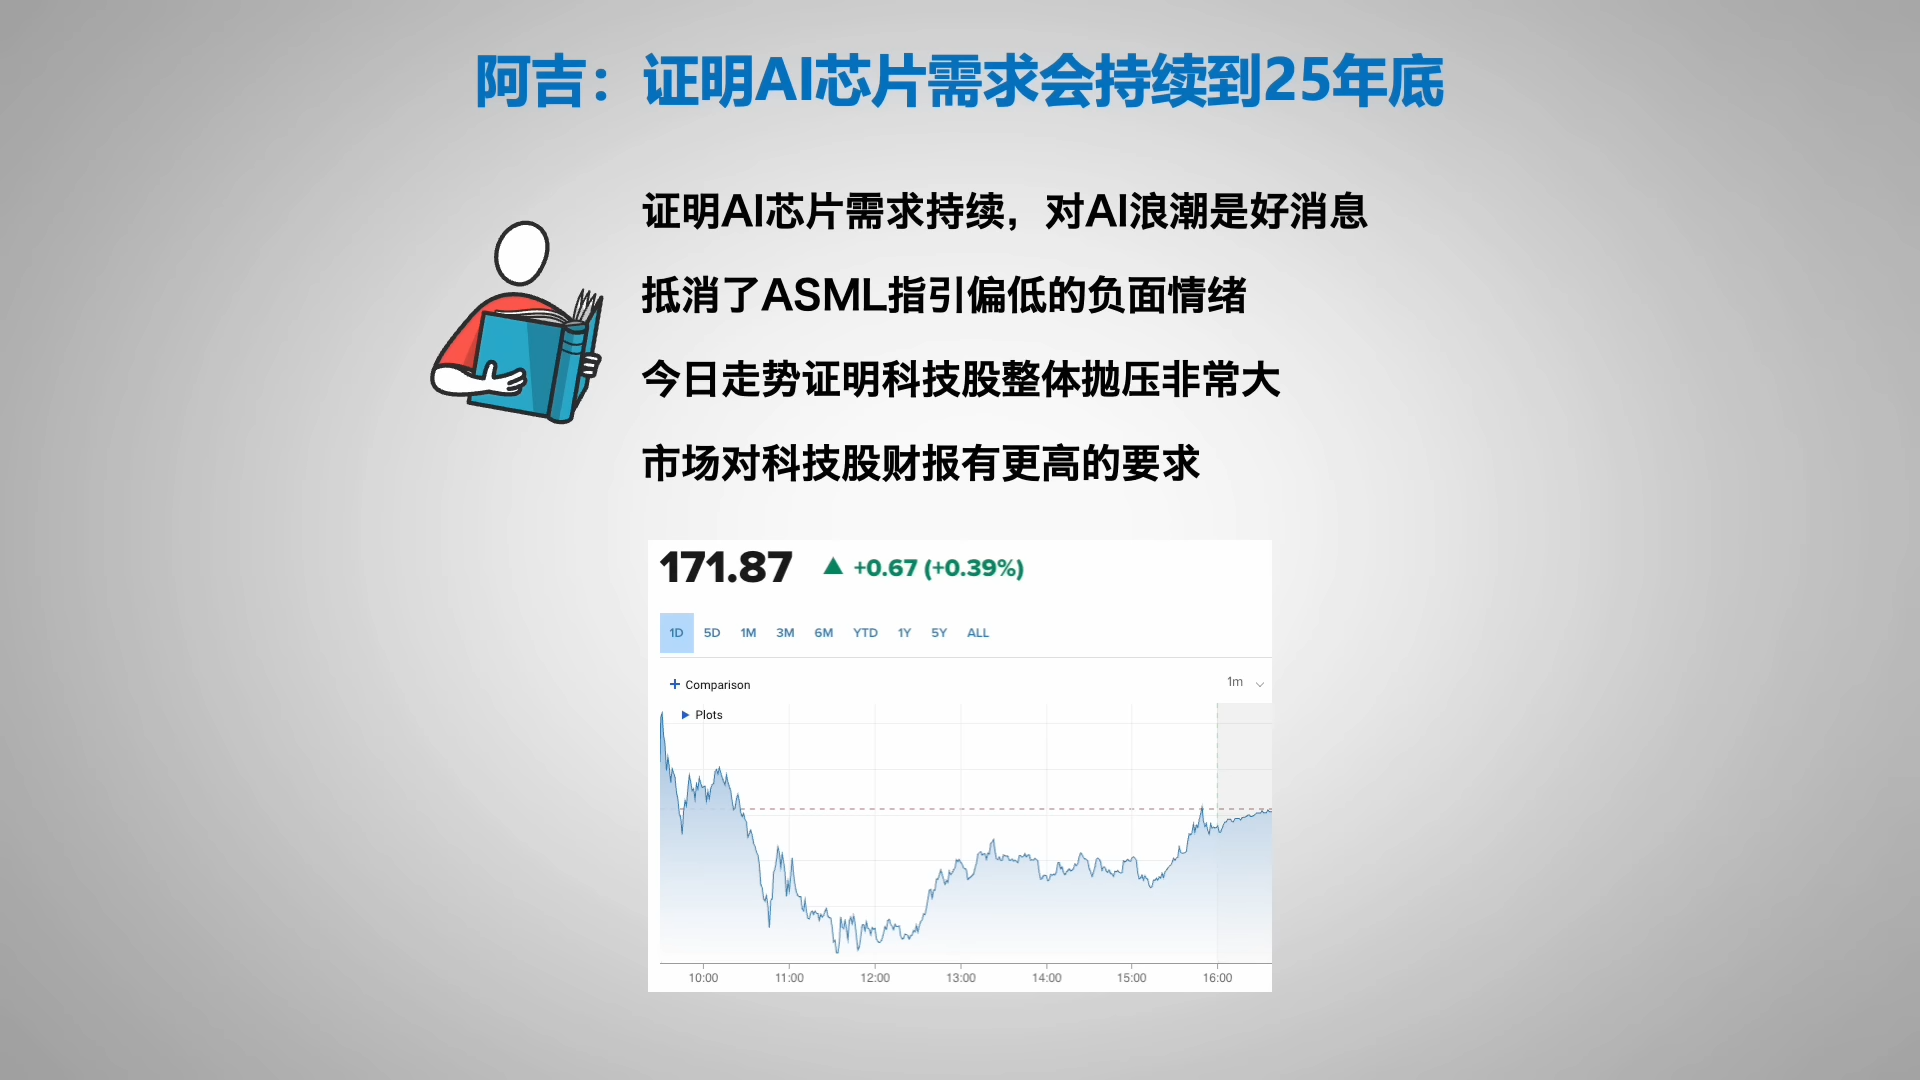 阿吉：证明AI芯片需求会持续到25年底
证明AI芯片需求持续，对AI浪潮是好消息
抵消了ASML指引偏低的负面情绪
今日走势证明科技股整体抛压非常大
市场对科技股财报有更高的要求
171.87 ▲ +0.67 (+0.39%)
1D 5D 1M 3M 6M YTD 1Y 5Y ALL
+ Comparison 1m
Plots
10:00 11:00 12:00 13:00 14:00 15:00 16:00